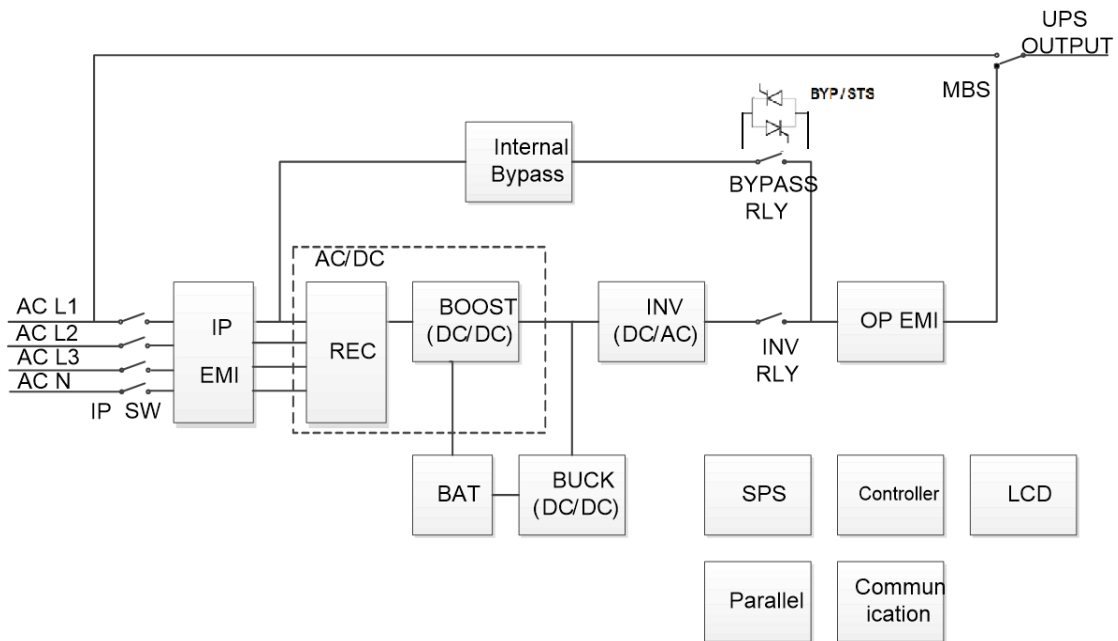 UPS
OUTPUT
MBS
BYP / STS
Internal
Bypass
BYPASS
RLY
AC/DC
AC L1
AC L2
AC L3
AC N
IP SW
IP
EMI
REC
BOOST
(DC/DC)
INV
(DC/AC)
INV
RLY
OP EMI
BAT
BUCK
(DC/DC)
SPS
Controller
LCD
Parallel
Commun
ication